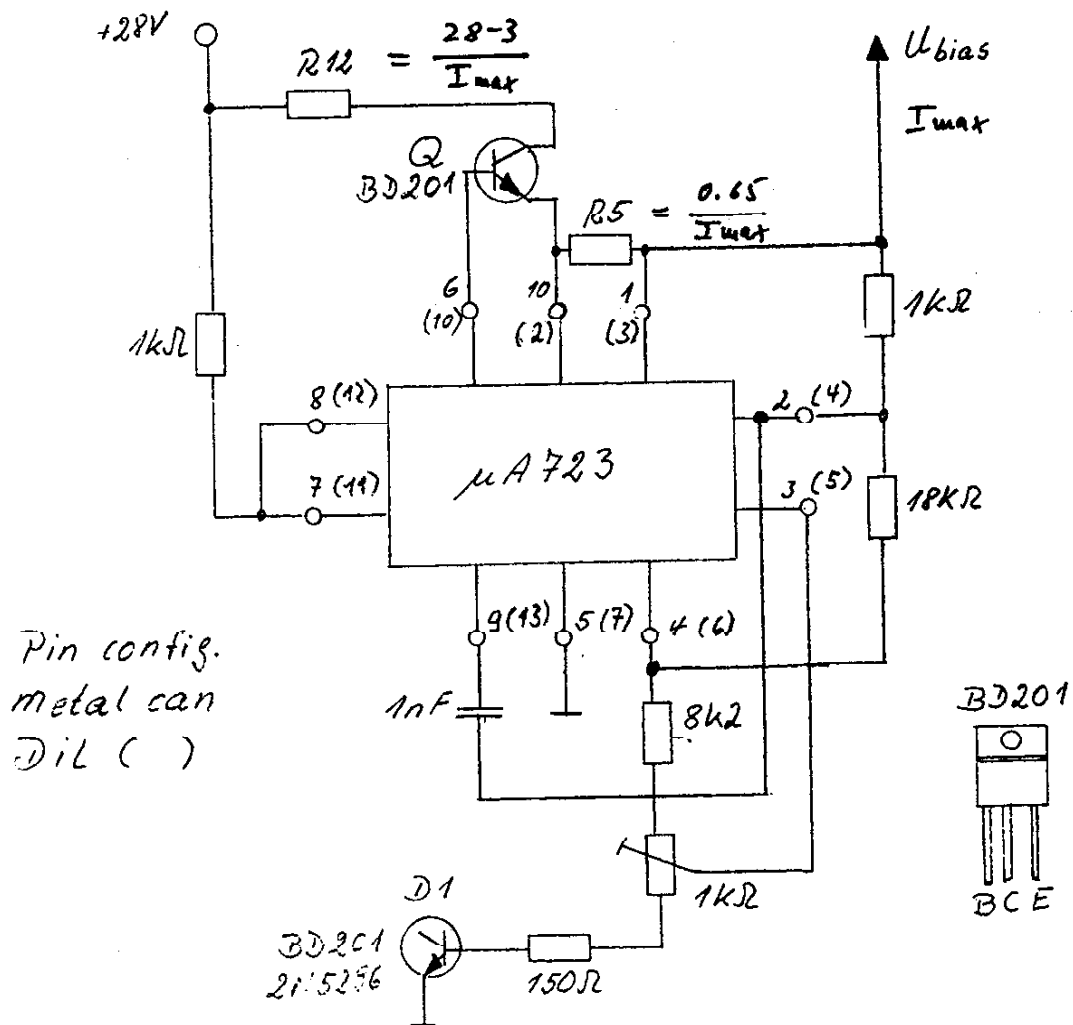 +28V
R12 = 28-3 / Imax
Ubias
Imax
Q
BD201
R5 = 0.65 / Imax
6
(10)
10
(2)
1
(3)
1kΩ
1kΩ
8 (12)
2 (4)
µA723
7 (11)
3 (5)
18KΩ
9(13)
5(7)
4(6)
Pin config.
metal can
DiL ( )
1nF
8k2
BD201
1kΩ
B C E
D1
BD2C1
150Ω